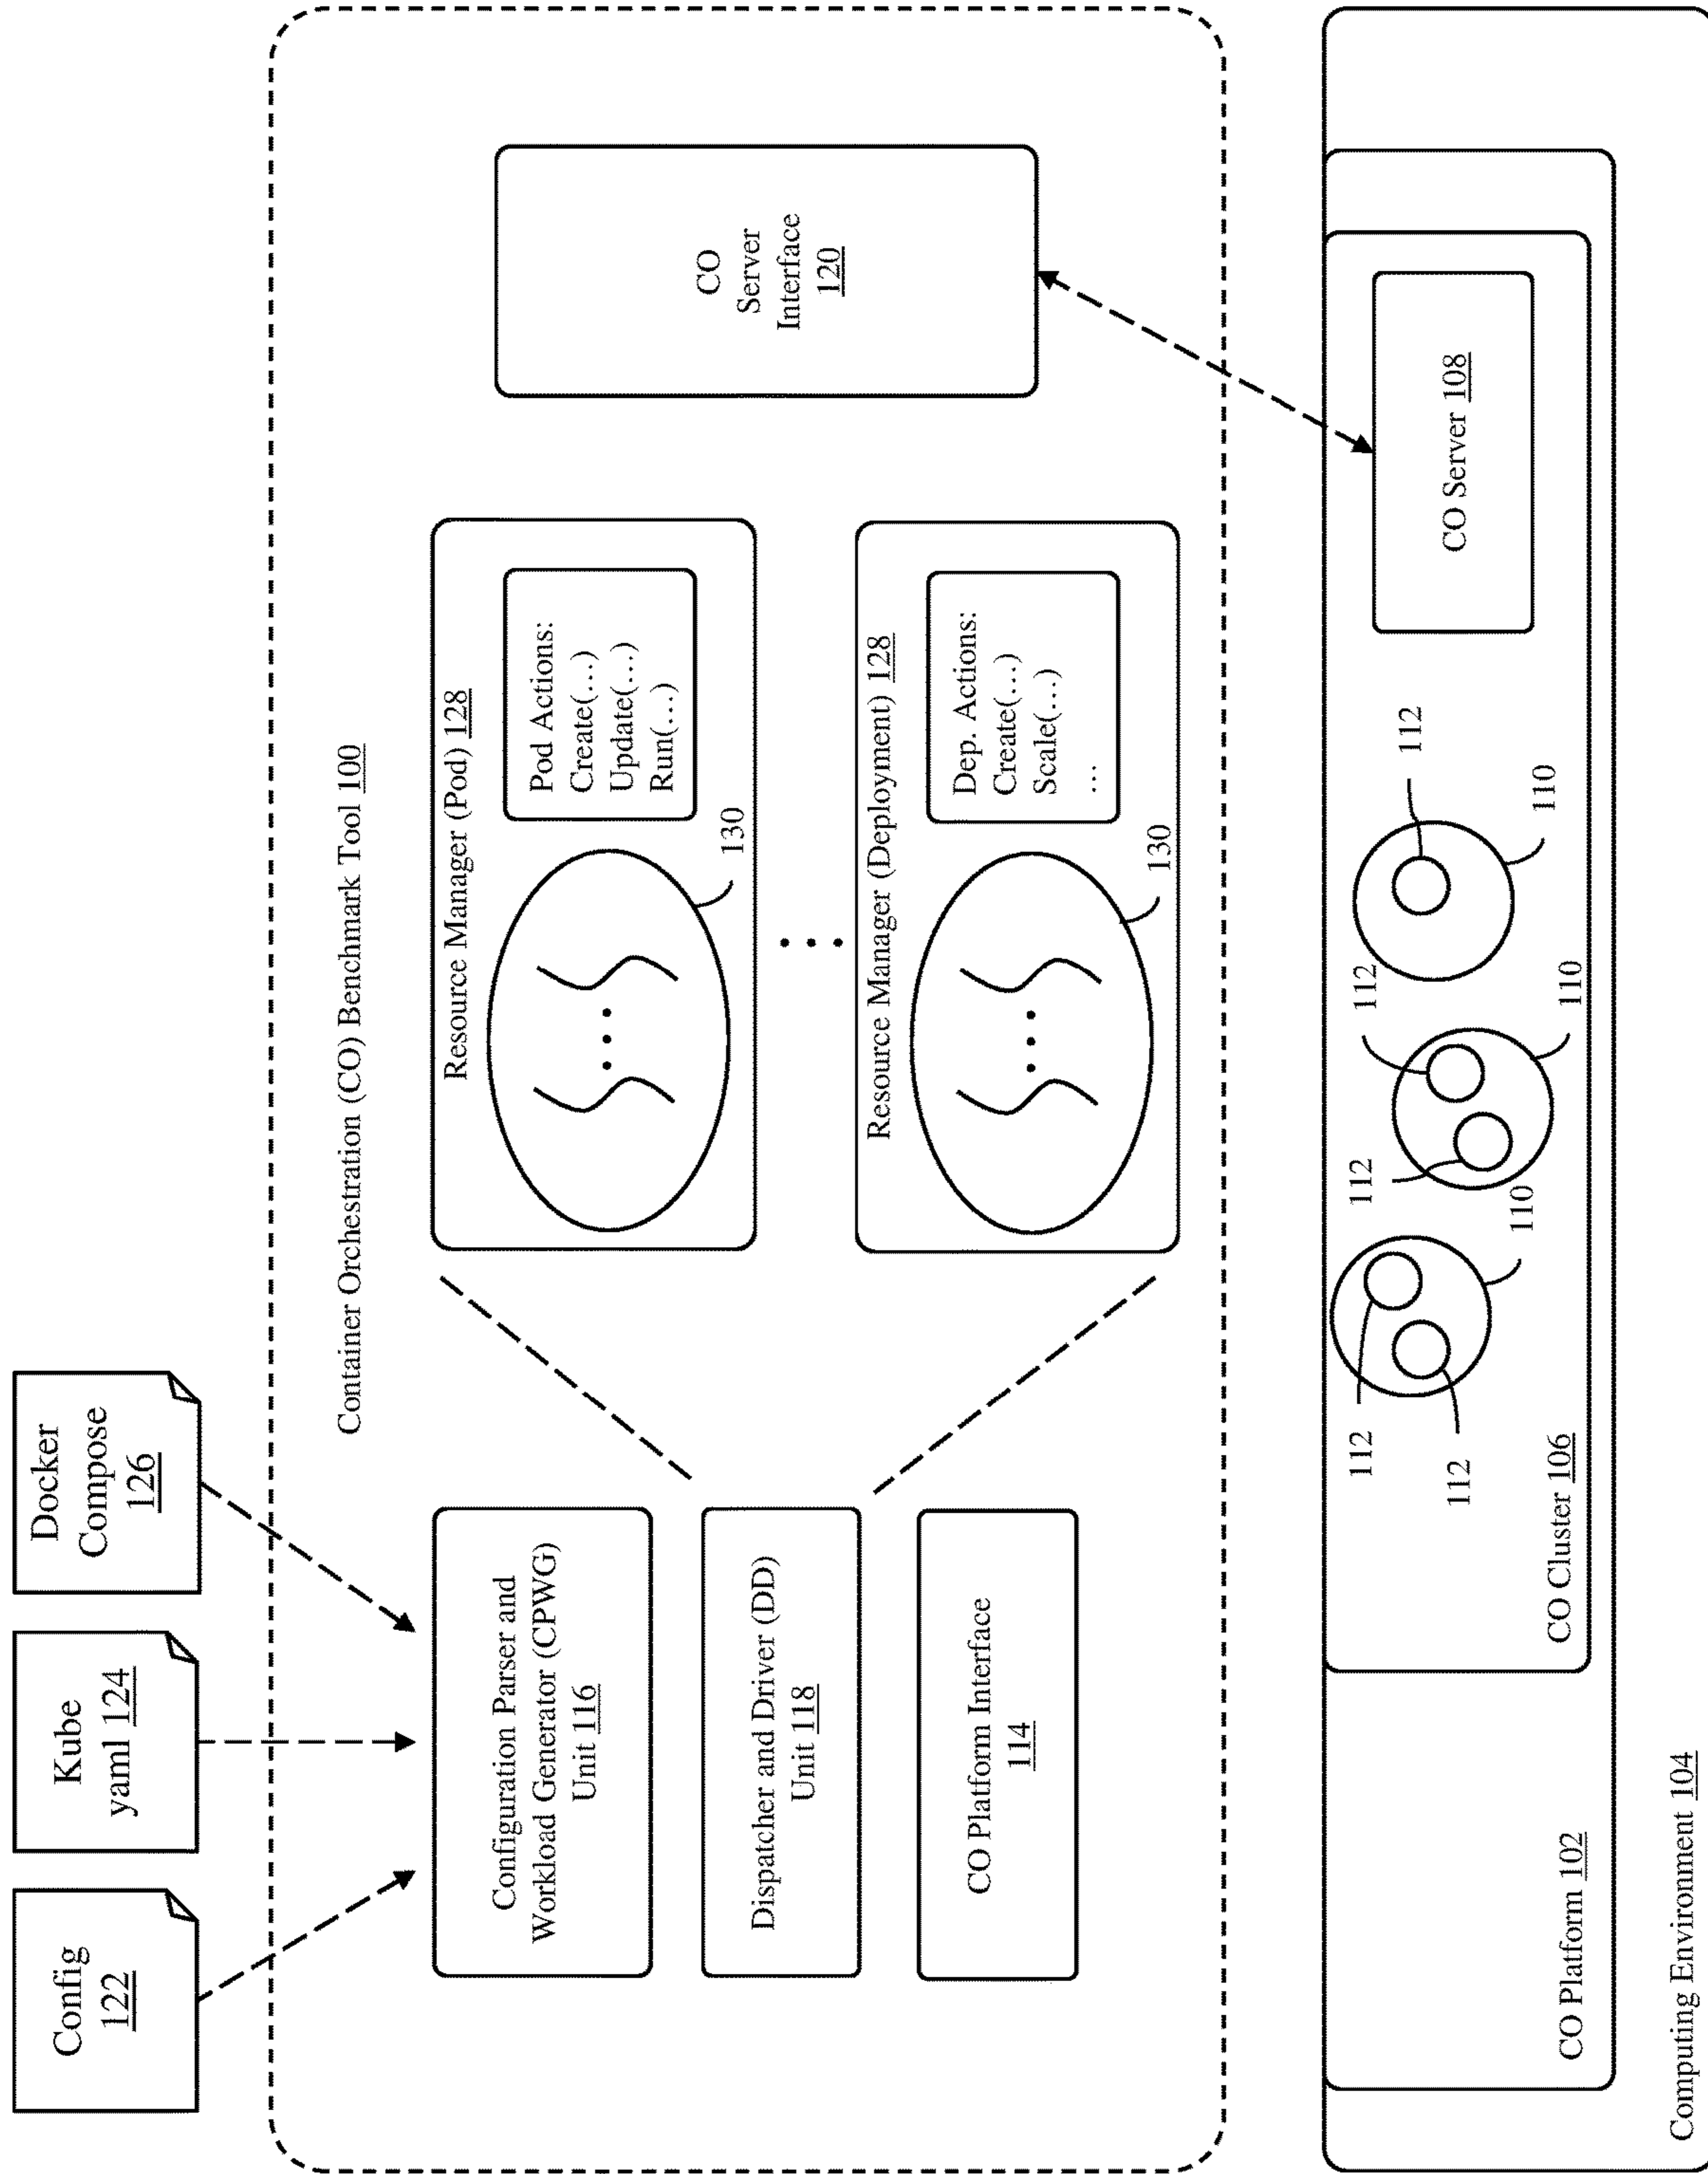 Config
122
Kube
yaml 124
Docker
Compose
126
Container Orchestration (CO) Benchmark Tool 100
Configuration Parser and
Workload Generator (CPWG)
Unit 116
Dispatcher and Driver (DD)
Unit 118
CO Platform Interface
114
Resource Manager (Pod) 128
Pod Actions:
Create(…)
Update(…)
Run(…)
130
Resource Manager (Deployment) 128
Dep. Actions:
Create(…)
Scale(…)
…
130
CO
Server
Interface
120
112
112
110
112
112
110
112
110
CO Server 108
CO Cluster 106
CO Platform 102
Computing Environment 104